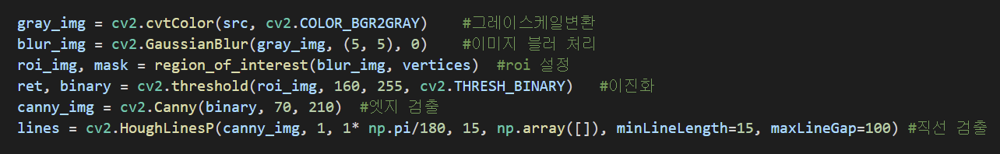 gray_img = cv2.cvtColor(src, cv2.COLOR_BGR2GRAY)    #그레이스케일변환
blur_img = cv2.GaussianBlur(gray_img, (5, 5), 0)    #이미지 블러 처리
roi_img, mask = region_of_interest(blur_img, vertices)  #roi 설정
ret, binary = cv2.threshold(roi_img, 160, 255, cv2.THRESH_BINARY)   #이진화
canny_img = cv2.Canny(binary, 70, 210)  #엣지 검출
lines = cv2.HoughLinesP(canny_img, 1, 1* np.pi/180, 15, np.array([]), minLineLength=15, maxLineGap=100) #직선 검출